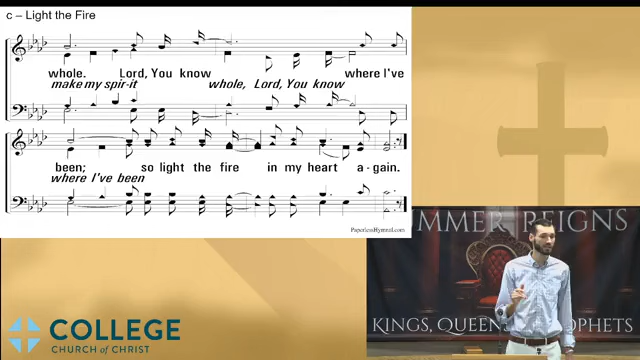 c – Light the Fire
whole. Lord, You know where I've
make my spir-it whole, Lord, You know
been; so light the fire in my heart a-gain.
where I've been
PaperlessHymnal.com
UMMER REIGNS
KINGS, QUEENS PROPHETS
COLLEGE
CHURCH of CHRIST